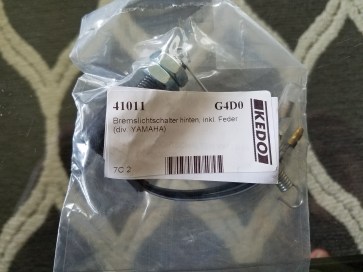 41011 G4D0
Bremslichtschalter hinten, inkl. Feder
(div. YAMAHA)
7C 2
KEDO